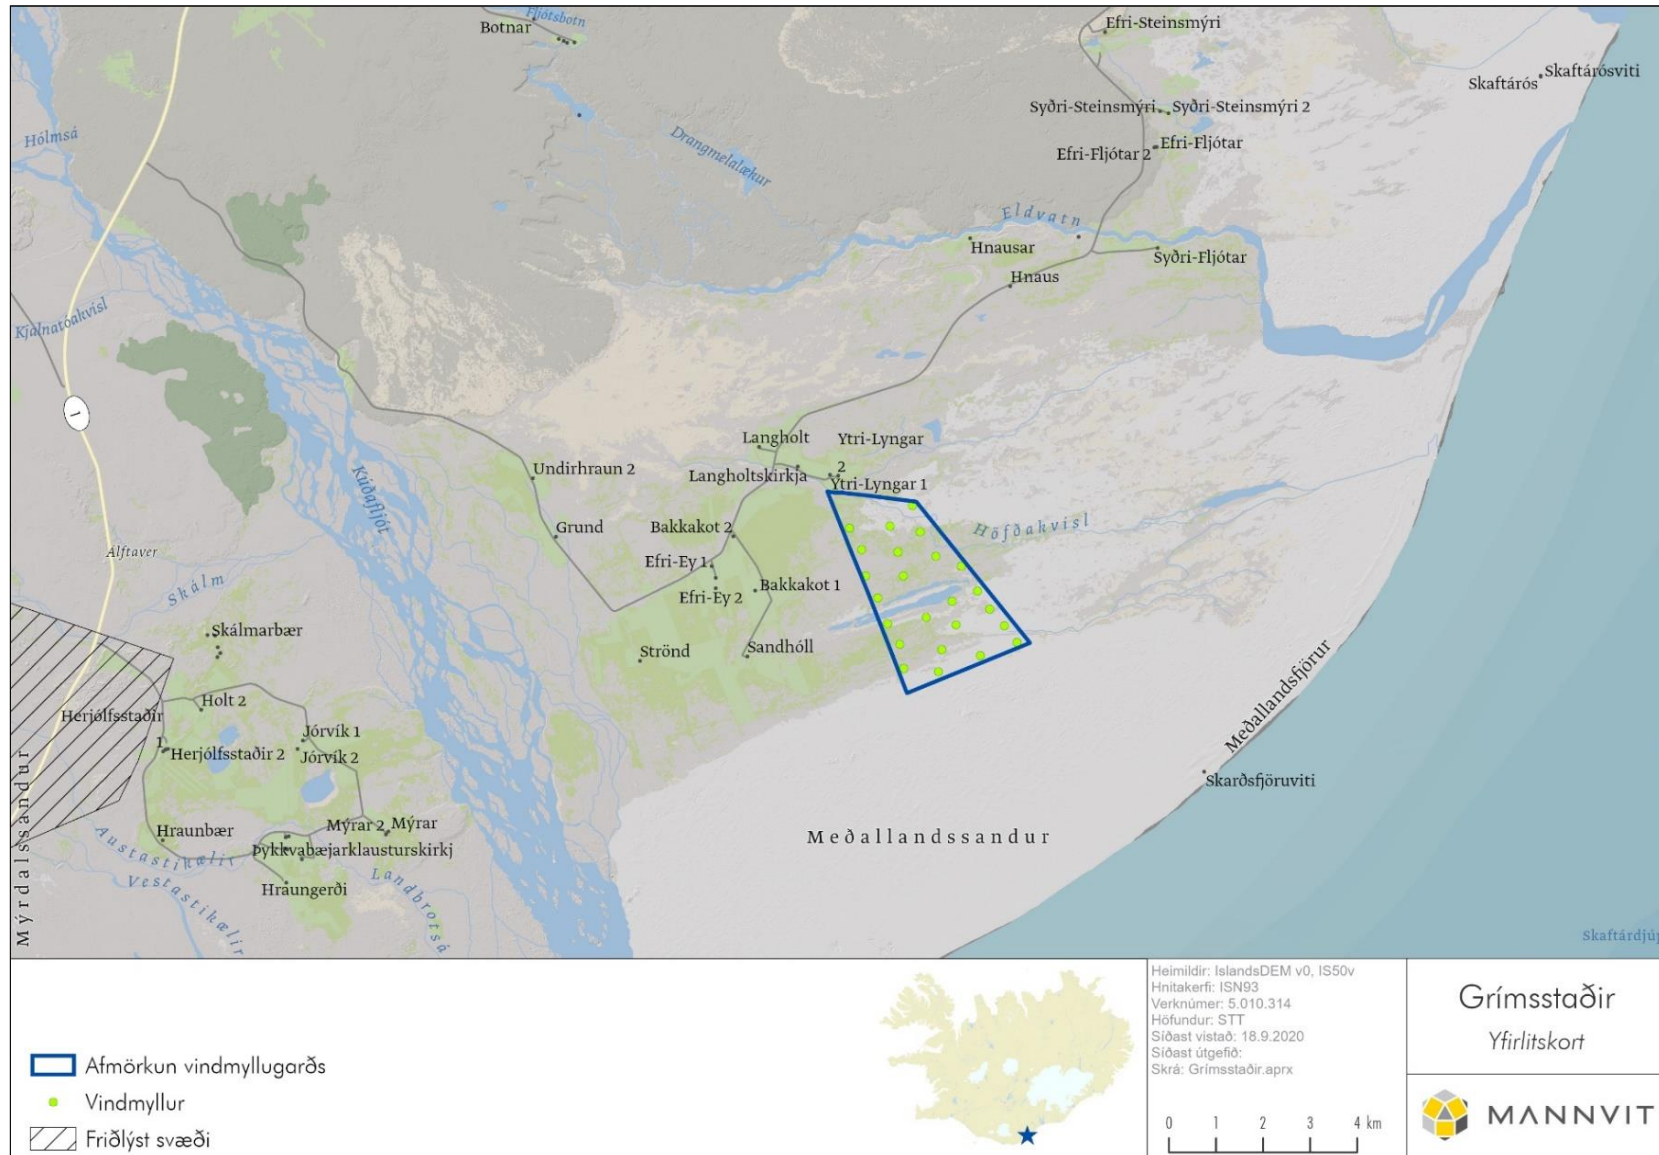 Fljótsbotn
Botnar
Efri-Steinsmýri
Skaftárós
Skaftárósviti
Syðri-Steinsmýri
Syðri-Steinsmýri 2
Hólmsá
Drangmelalækur
Efri-Fljótar 2
Efri-Fljótar
Eldvatn
Hnausar
Syðri-Fljótar
Hnaus
Kjalnatóakvísl
1
Langholt
Ytri-Lyngar
2
Undirhraun 2
Langholtskirkja
Ytri-Lyngar 1
Kúðafljót
Grund
Bakkakot 2
Höfðakvisl
Álftaver
Skálm
Efri-Ey 1
Efri-Ey 2
Bakkakot 1
Skálmarbær
Strönd
Sandhóll
Meðallandsfjörur
Holt 2
Herjólfsstaðir
1
Herjólfsstaðir 2
Jórvík 1
Jórvík 2
Skarðsfjöruviti
Mýrdalssandur
Hraunbær
Mýrar 2
Mýrar
Meðallandssandur
Austastikælir
Þykkvabæjarklausturskirkj
Vestastikælir
Hraungerði
Landbrotsá
Skaftárdjúp
Afmörkun vindmyllugarðs
Vindmyllur
Friðlýst svæði
Heimildir: IslandsDEM v0, IS50v
Hnitakerfi: ISN93
Verknúmer: 5.010.314
Höfundur: STT
Síðast vistað: 18.9.2020
Síðast útgefið:
Skrá: Grímsstaðir.aprx
0 1 2 3 4 km
Grímsstaðir
Yfirlitskort
MANNVIT